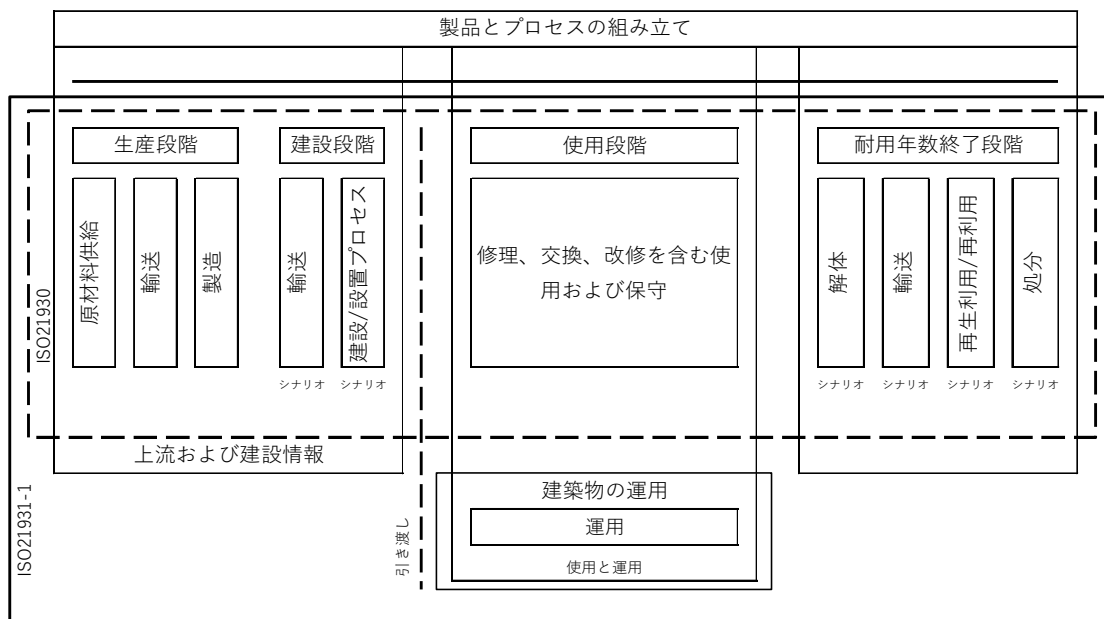 製品とプロセスの組み立て
生産段階
建設段階
使用段階
耐用年数終了段階
原材料供給
輸送
製造
輸送
建設/設置プロセス
修理、交換、改修を含む使
用および保守
解体
輸送
再生利用/再利用
処分
シナリオ
シナリオ
シナリオ
シナリオ
シナリオ
シナリオ
ISO21930
上流および建設情報
ISO21931-1
引き渡し
建築物の運用
運用
使用と運用